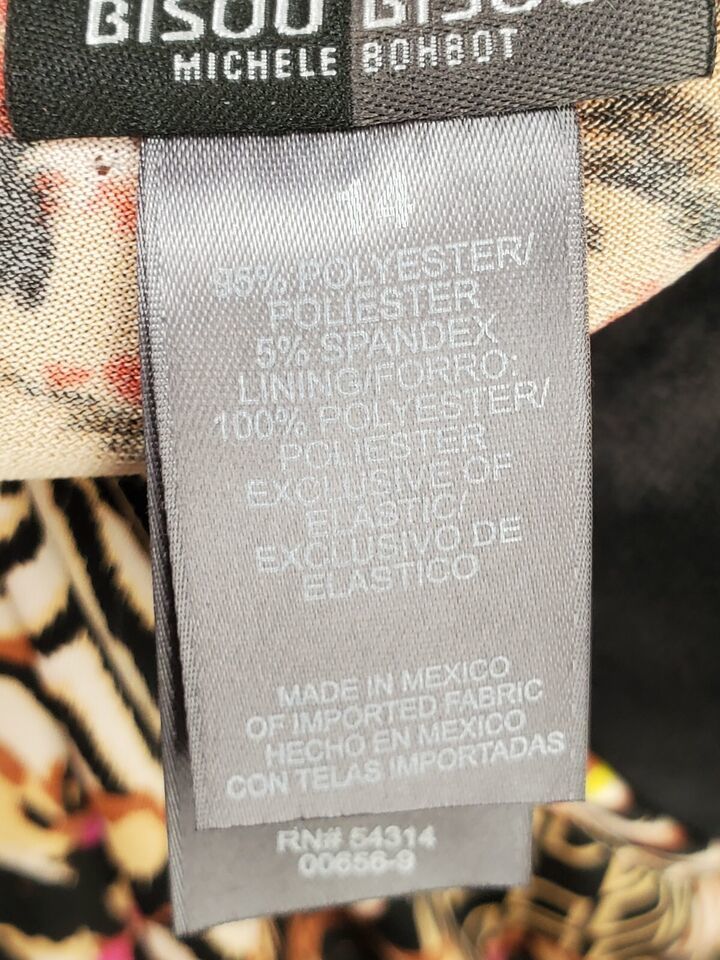 BISOU BISOU
MICHELE BOHBOT
14
95% POLYESTER/
POLIESTER
5% SPANDEX
LINING/FORRO:
100% POLYESTER/
POLIESTER
EXCLUSIVE OF
ELASTIC/
EXCLUSIVO DE
ELASTICO
MADE IN MEXICO
OF IMPORTED FABRIC
HECHO EN MEXICO
CON TELAS IMPORTADAS
RN# 54314
00656-9